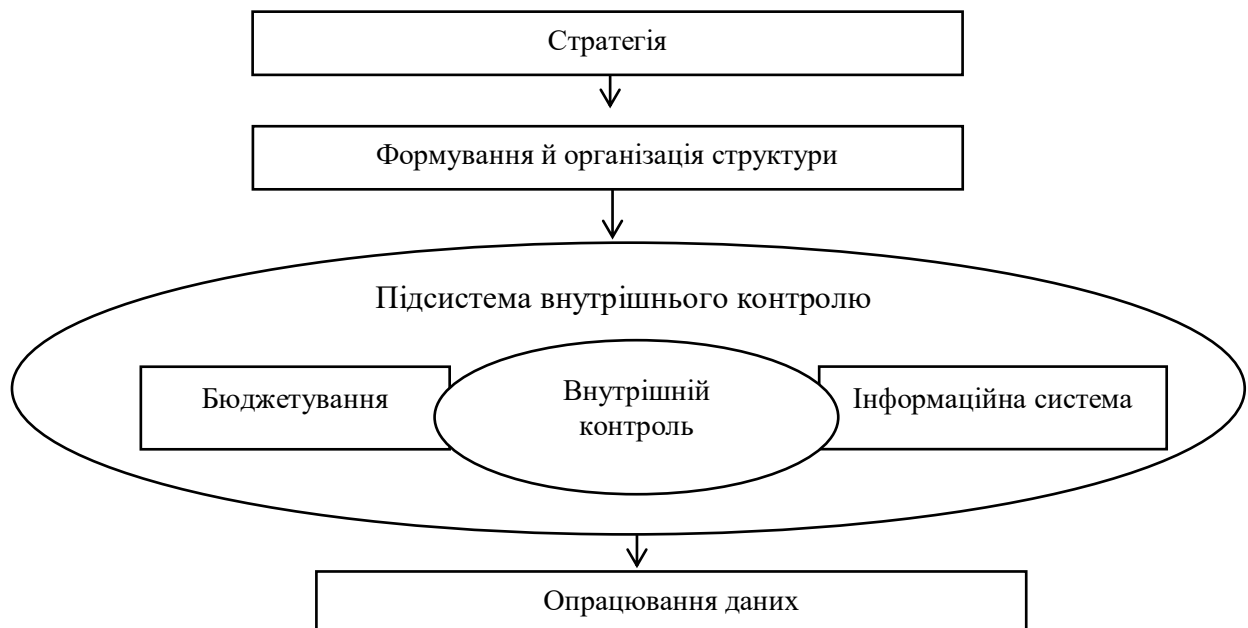 Стратегія
Формування й організація структури
Підсистема внутрішнього контролю
Бюджетування
Внутрішній
контроль
Інформаційна система
Опрацювання даних